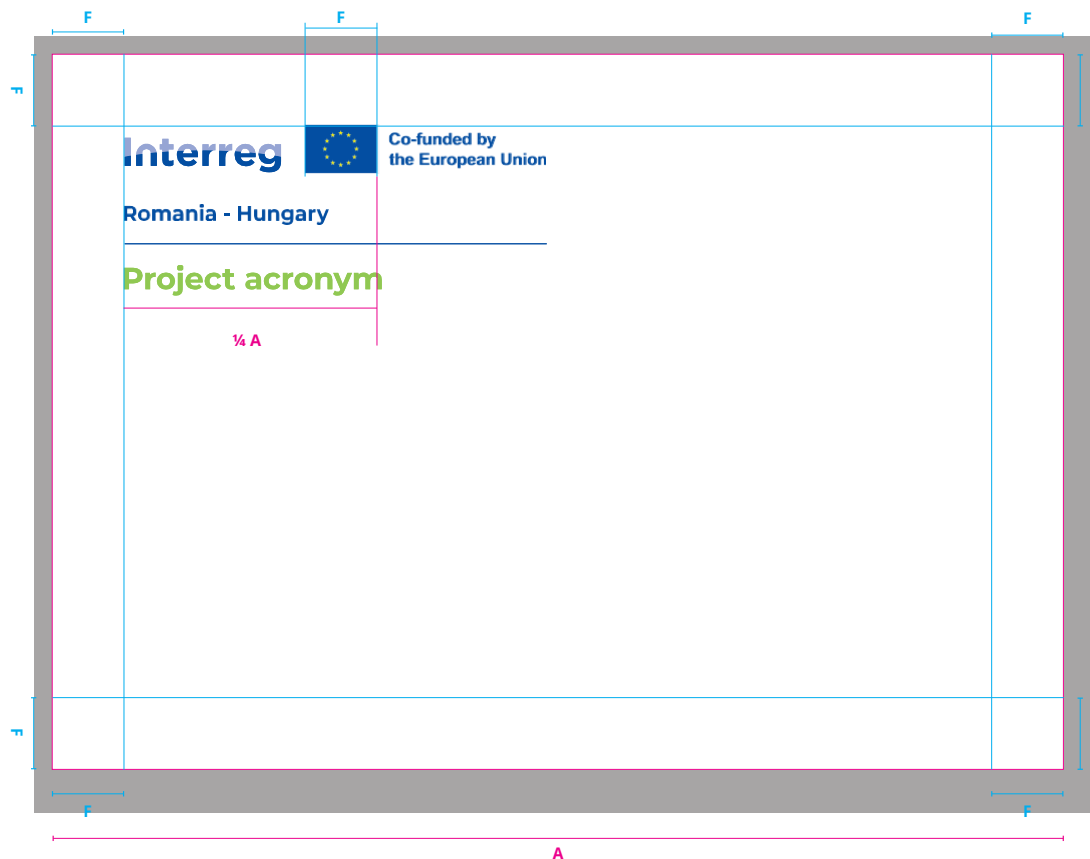 F
F
F
F
Interreg
Co-funded by
the European Union
Romania - Hungary
Project acronym
¼ A
F
F
F
A